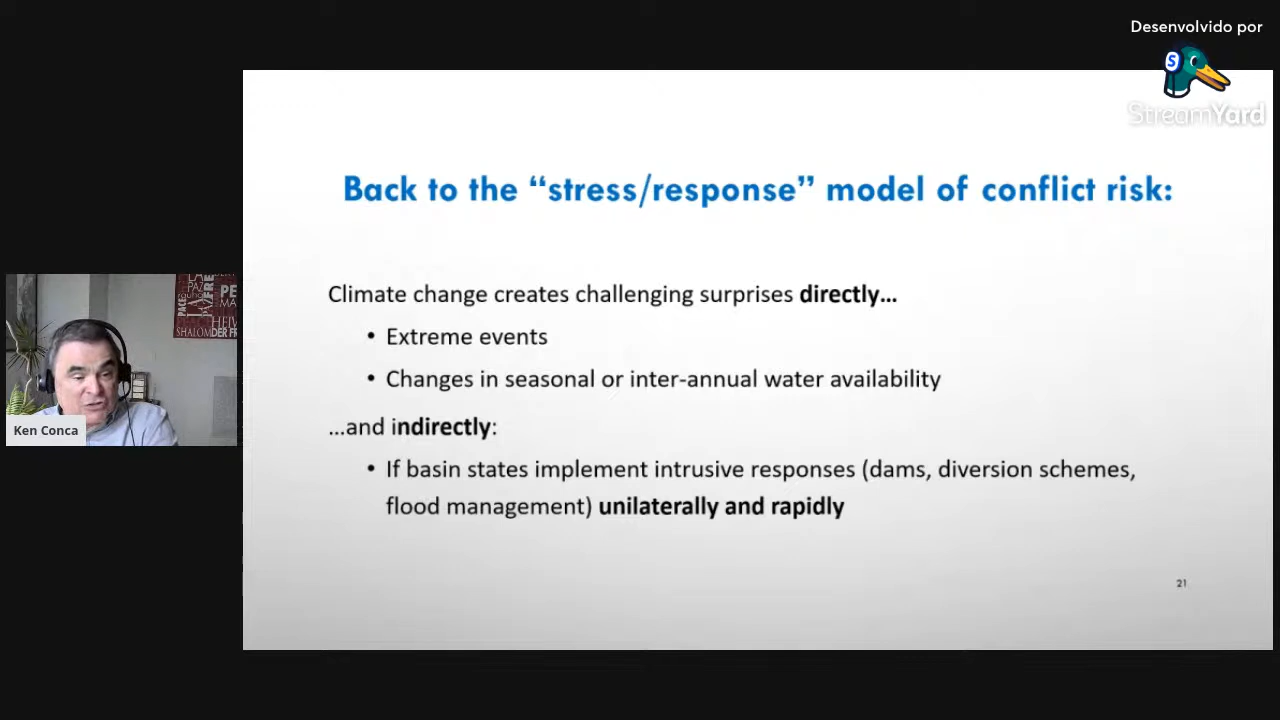 Desenvolvido por
StreamYard
Back to the “stress/response” model of conflict risk:
Climate change creates challenging surprises directly...
• Extreme events
• Changes in seasonal or inter-annual water availability
...and indirectly:
• If basin states implement intrusive responses (dams, diversion schemes,
flood management) unilaterally and rapidly
21
PACE
SHALOM
Ken Conca